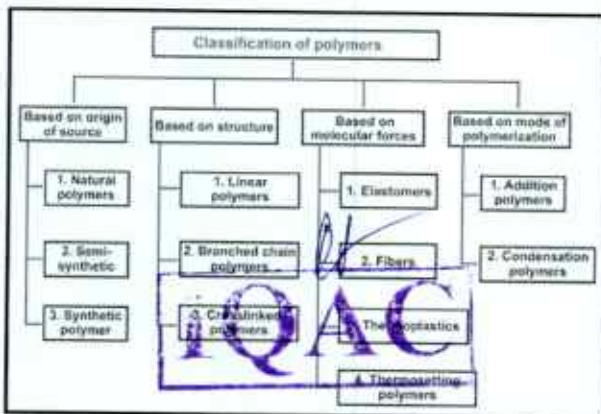 Classification of polymers
Based on origin
of source
Based on structure
Based on
molecular forces
Based on mode of
polymerization
1. Natural
polymers
2. Semi-
synthetic
3. Synthetic
polymer
1. Linear
polymers
2. Bronched chain
polymers
3. Crosslinked
polymers
1. Elastomers
2. Fibers
Thermoplastics
4. Thermosetting
polymers
1. Addition
polymers
2. Condensation
polymers
IQAC